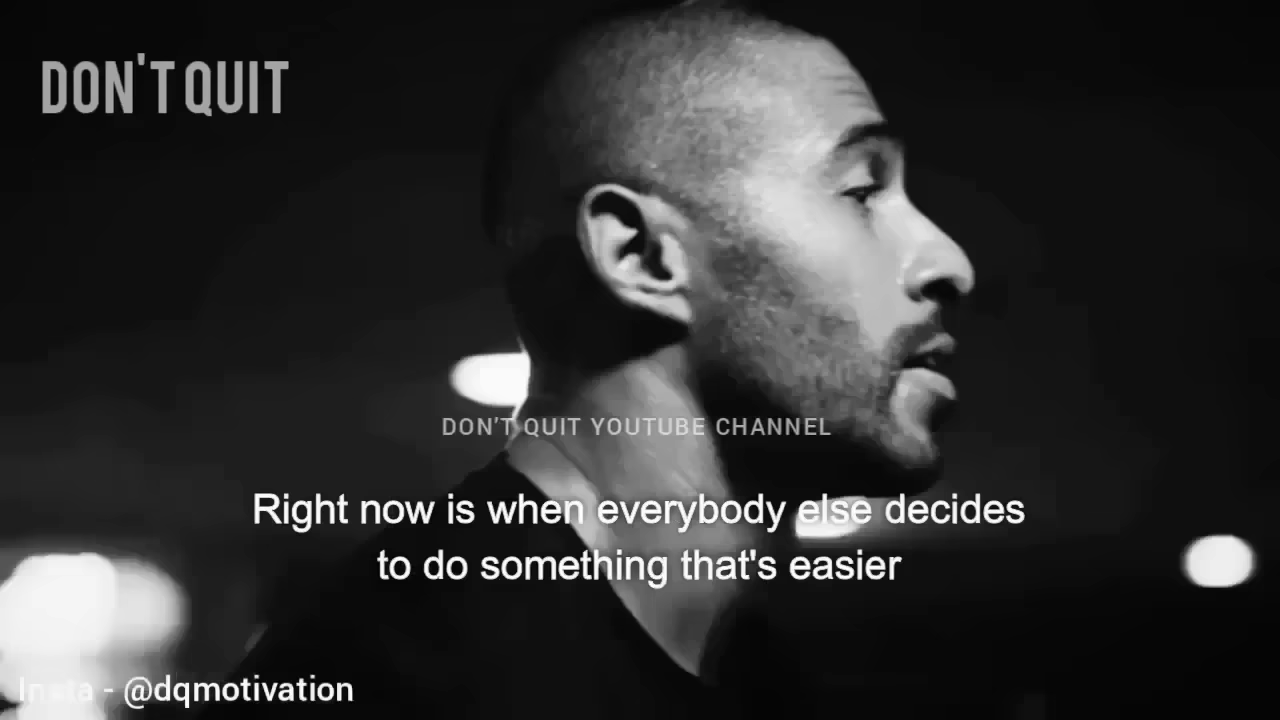 DON'T QUIT
DON'T QUIT YOUTUBE CHANNEL
Right now is when everybody else decides
to do something that's easier
Insta - @dqmotivation